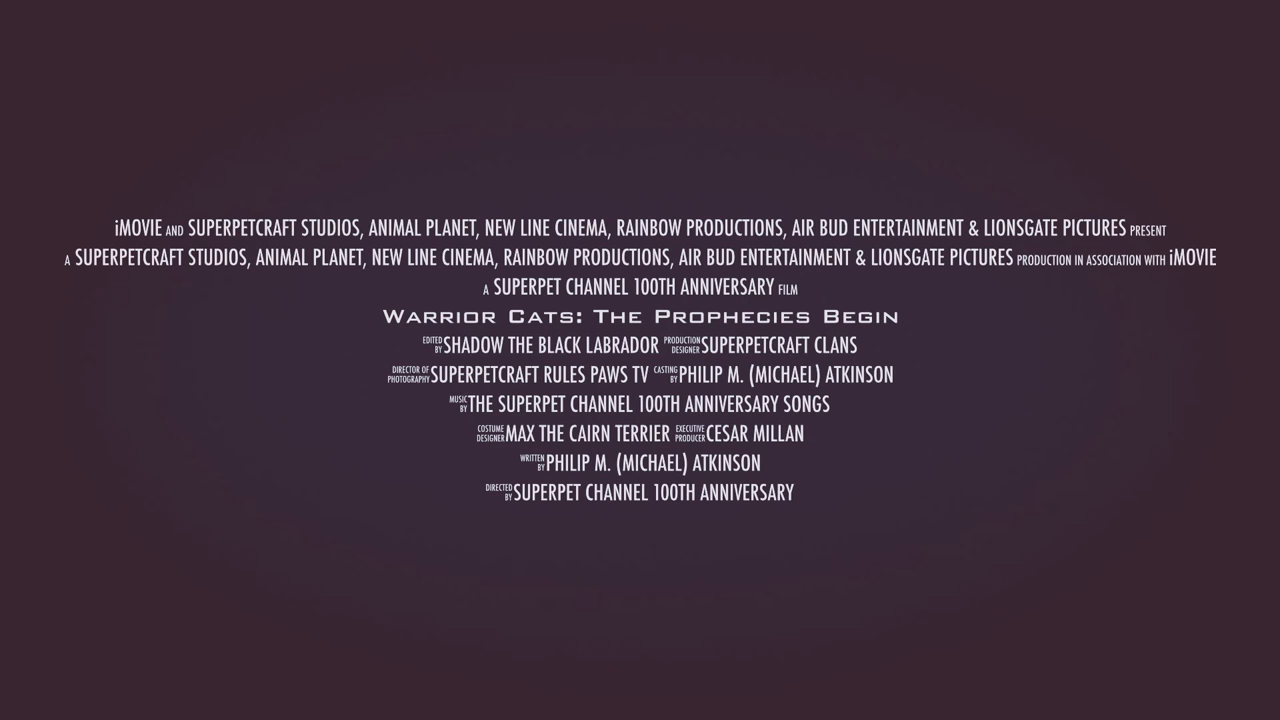 iMOVIE AND SUPERPETCRAFT STUDIOS, ANIMAL PLANET, NEW LINE CINEMA, RAINBOW PRODUCTIONS, AIR BUD ENTERTAINMENT & LIONSGATE PICTURES PRESENT
A SUPERPETCRAFT STUDIOS, ANIMAL PLANET, NEW LINE CINEMA, RAINBOW PRODUCTIONS, AIR BUD ENTERTAINMENT & LIONSGATE PICTURES PRODUCTION IN ASSOCIATION WITH iMOVIE
A SUPERPET CHANNEL 100TH ANNIVERSARY FILM
WARRIOR CATS: THE PROPHECIES BEGIN
EDITED BY SHADOW THE BLACK LABRADOR PRODUCTION DESIGNER SUPERPETCRAFT CLANS
DIRECTOR OF PHOTOGRAPHY SUPERPETCRAFT RULES PAWS TV CASTING BY PHILIP M. (MICHAEL) ATKINSON
MUSIC BY THE SUPERPET CHANNEL 100TH ANNIVERSARY SONGS
COSTUME DESIGNER MAX THE CAIRN TERRIER EXECUTIVE PRODUCER CESAR MILLAN
WRITTEN BY PHILIP M. (MICHAEL) ATKINSON
DIRECTED BY SUPERPET CHANNEL 100TH ANNIVERSARY